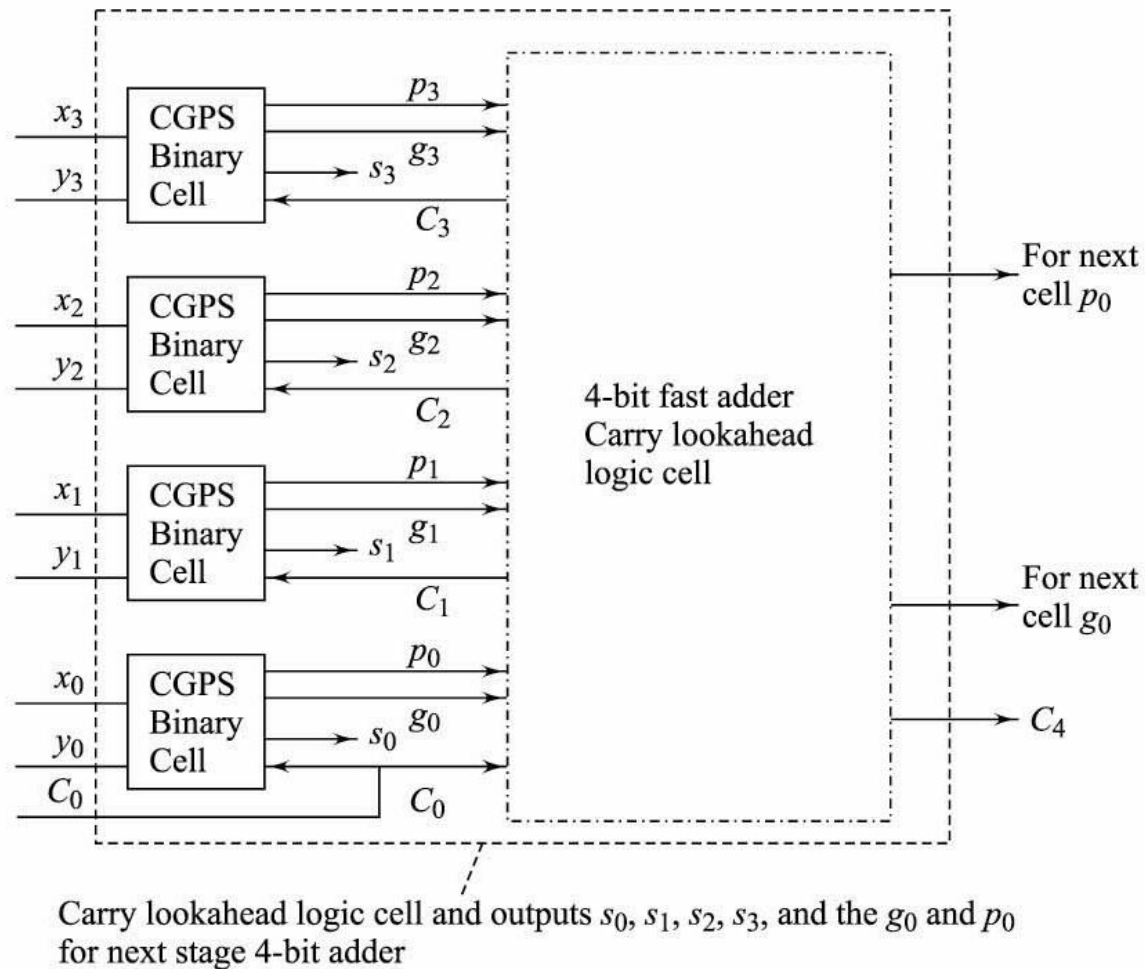 x3
y3
CGPS
Binary
Cell
p3
g3
s3
C3
x2
y2
CGPS
Binary
Cell
p2
g2
s2
C2
x1
y1
CGPS
Binary
Cell
p1
g1
s1
C1
x0
y0
C0
CGPS
Binary
Cell
p0
g0
s0
C0
4-bit fast adder
Carry lookahead
logic cell
For next
cell p0
For next
cell g0
C4
Carry lookahead logic cell and outputs s0, s1, s2, s3, and the g0 and p0
for next stage 4-bit adder